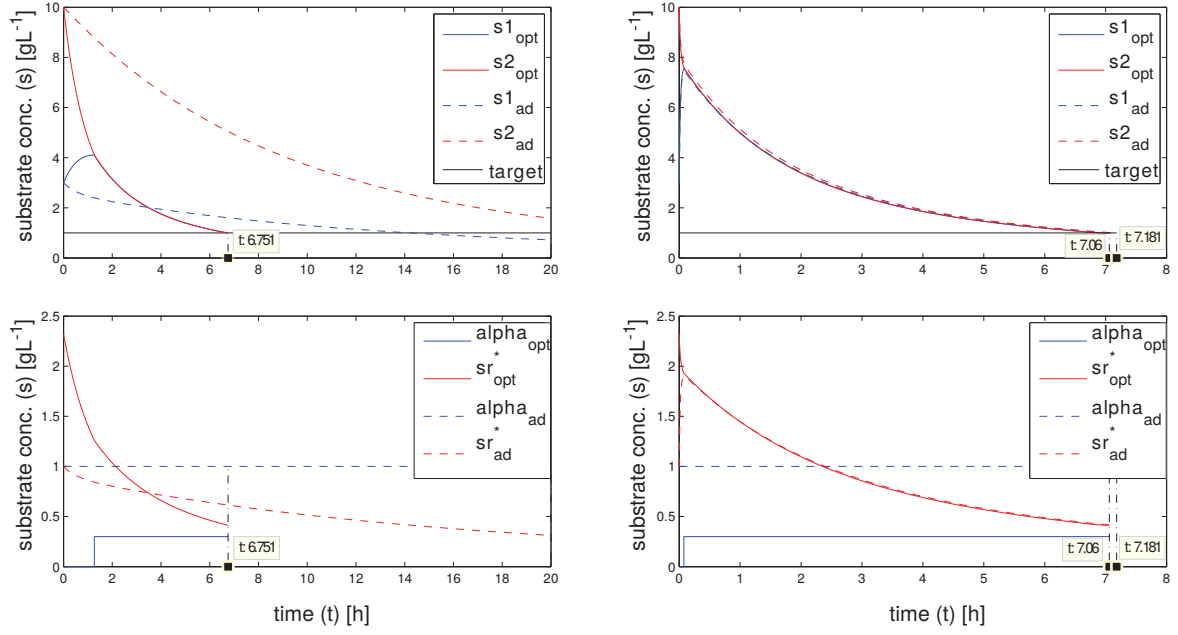 substrate conc. (s) [gL⁻¹]
10
8
6
4
2
0
0 2 4 6 8 10 12 14 16 18 20
s1opt
s2opt
s1ad
s2ad
target
t: 6.751
substrate conc. (s) [gL⁻¹]
10
8
6
4
2
0
0 1 2 3 4 5 6 7 8
s1opt
s2opt
s1ad
s2ad
target
t: 7.06
t: 7.181
substrate conc. (s) [gL⁻¹]
2.5
2
1.5
1
0.5
0
0 2 4 6 8 10 12 14 16 18 20
alphaopt
sr*opt
alphaad
sr*ad
t: 6.751
time (t) [h]
substrate conc. (s) [gL⁻¹]
2.5
2
1.5
1
0.5
0
0 1 2 3 4 5 6 7 8
alphaopt
sr*opt
alphaad
sr*ad
t: 7.06
t: 7.181
time (t) [h]